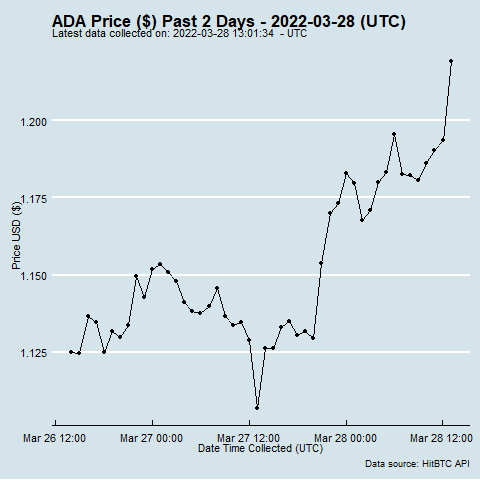 ADA Price ($) Past 2 Days - 2022-03-28 (UTC)
Latest data collected on: 2022-03-28 13:01:34  - UTC
1.200
1.175
1.150
1.125
Price USD ($)
Mar 26 12:00
Mar 27 00:00
Mar 27 12:00
Mar 28 00:00
Mar 28 12:00
Date Time Collected (UTC)
Data source: HitBTC API